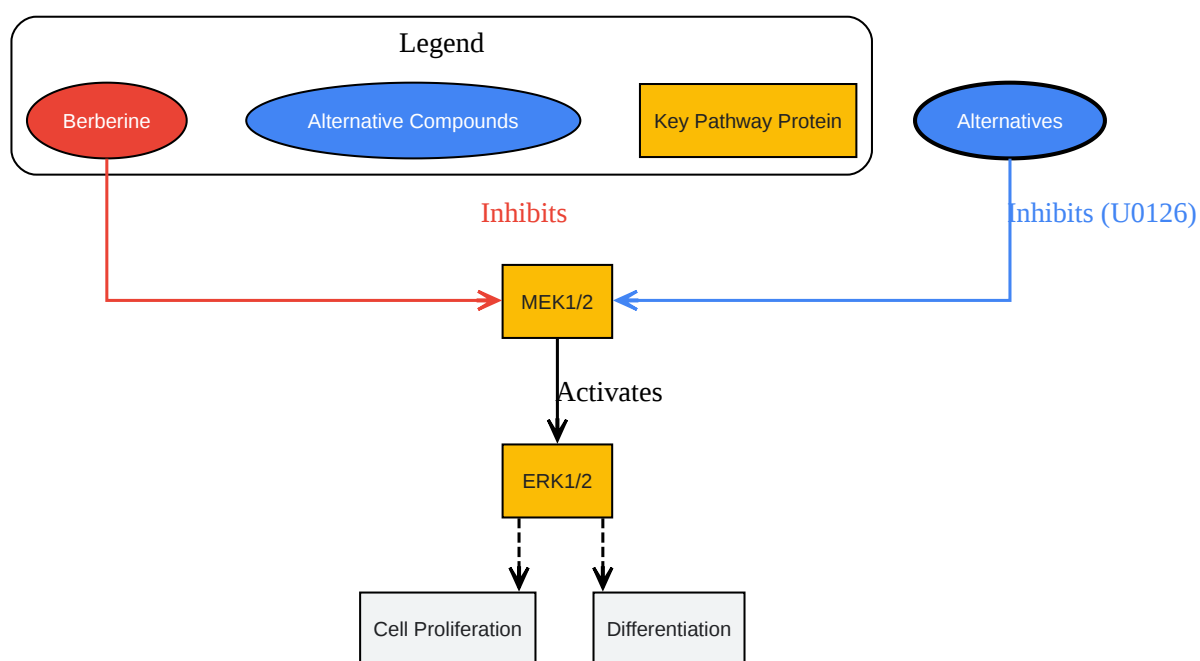 Legend
Berberine
Alternative Compounds
Key Pathway Protein
Alternatives
Inhibits
Inhibits (U0126)
MEK1/2
Activates
ERK1/2
Cell Proliferation
Differentiation